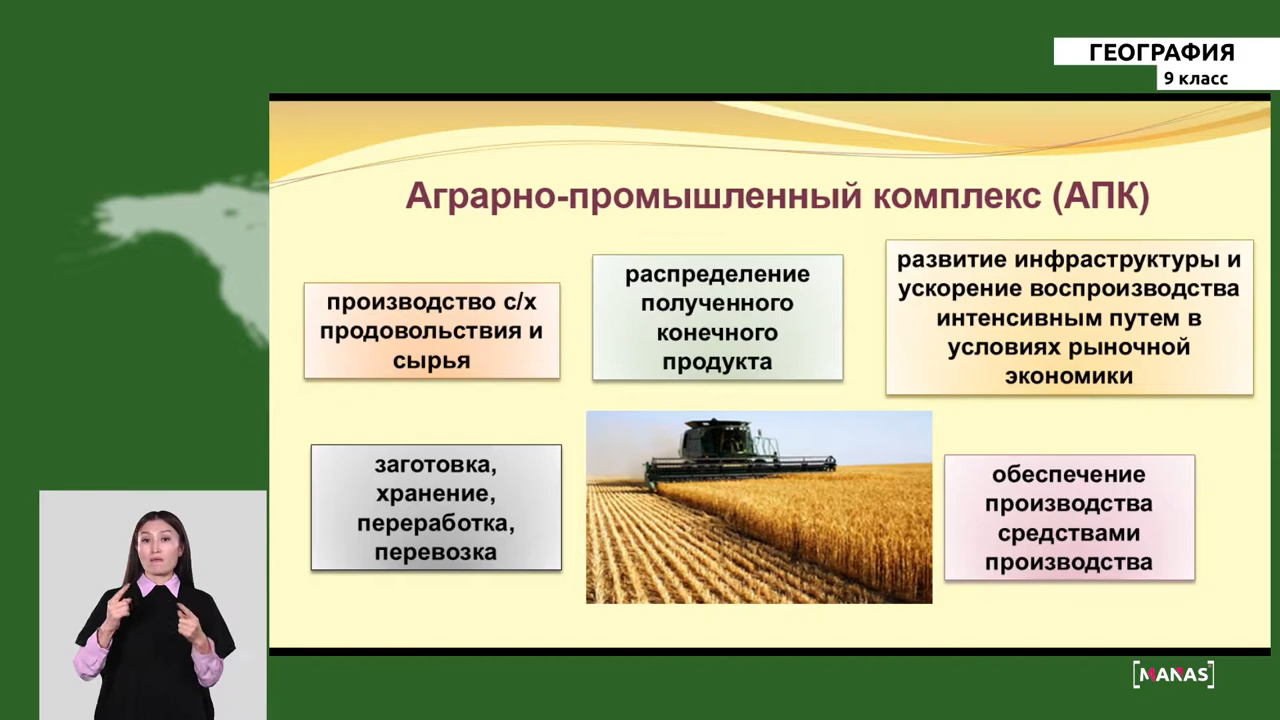 ГЕОГРАФИЯ
9 класс
Аграрно-промышленный комплекс (АПК)
производство с/х
продовольствия и
сырья
распределение
полученного
конечного
продукта
развитие инфраструктуры и
ускорение воспроизводства
интенсивным путем в
условиях рыночной
экономики
заготовка,
хранение,
переработка,
перевозка
обеспечение
производства
средствами
производства
[MANAS]